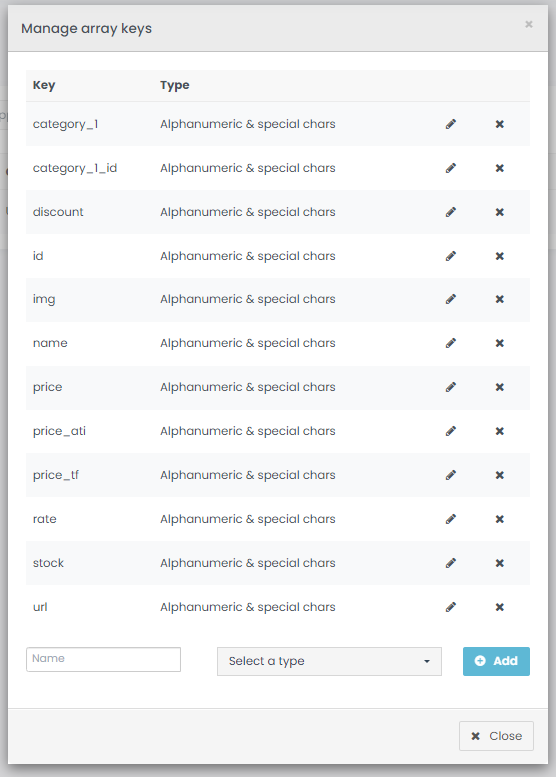 Manage array keys
Key Type
category_1 Alphanumeric & special chars
category_1_id Alphanumeric & special chars
discount Alphanumeric & special chars
id Alphanumeric & special chars
img Alphanumeric & special chars
name Alphanumeric & special chars
price Alphanumeric & special chars
price_ati Alphanumeric & special chars
price_tf Alphanumeric & special chars
rate Alphanumeric & special chars
stock Alphanumeric & special chars
url Alphanumeric & special chars
Name Select a type Add
Close